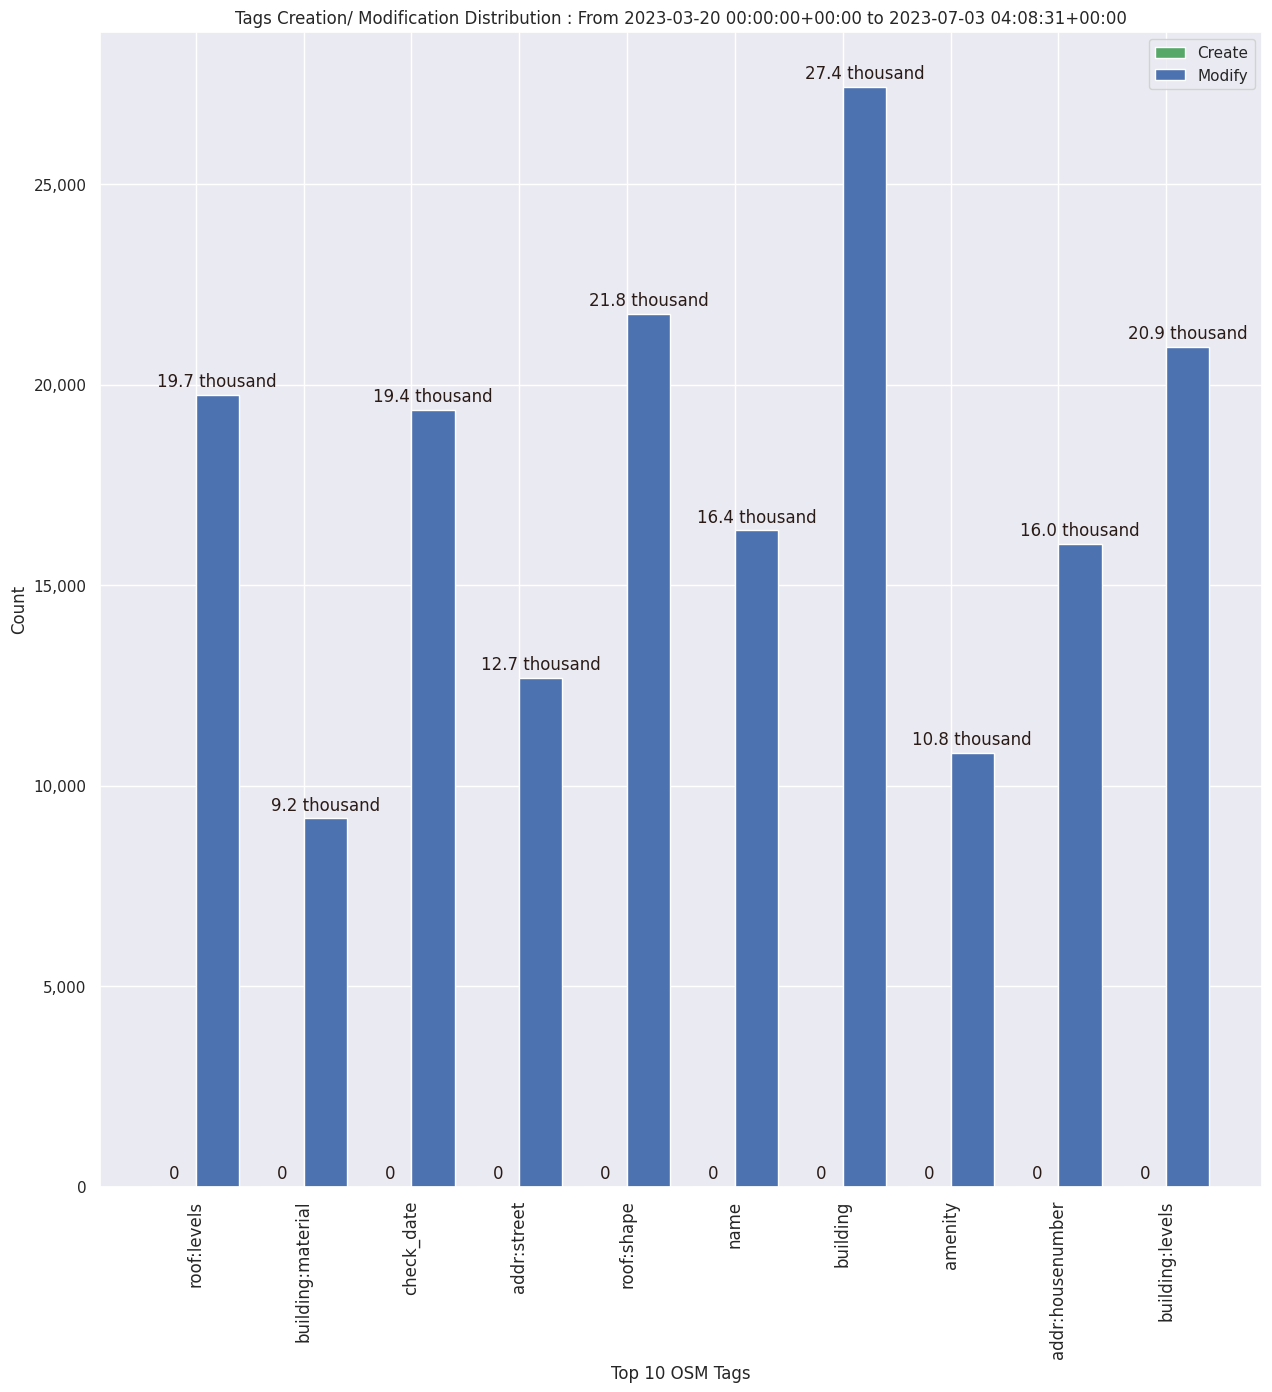 Tags Creation/ Modification Distribution : From 2023-03-20 00:00:00+00:00 to 2023-07-03 04:08:31+00:00
Create
Modify
27.4 thousand
25,000
21.8 thousand
20.9 thousand
20,000
19.7 thousand
19.4 thousand
16.4 thousand
16.0 thousand
15,000
12.7 thousand
10.8 thousand
10,000
9.2 thousand
5,000
0
0 0 0 0 0 0 0 0 0 0
Count
roof:levels
building:material
check_date
addr:street
roof:shape
name
building
amenity
addr:housenumber
building:levels
Top 10 OSM Tags